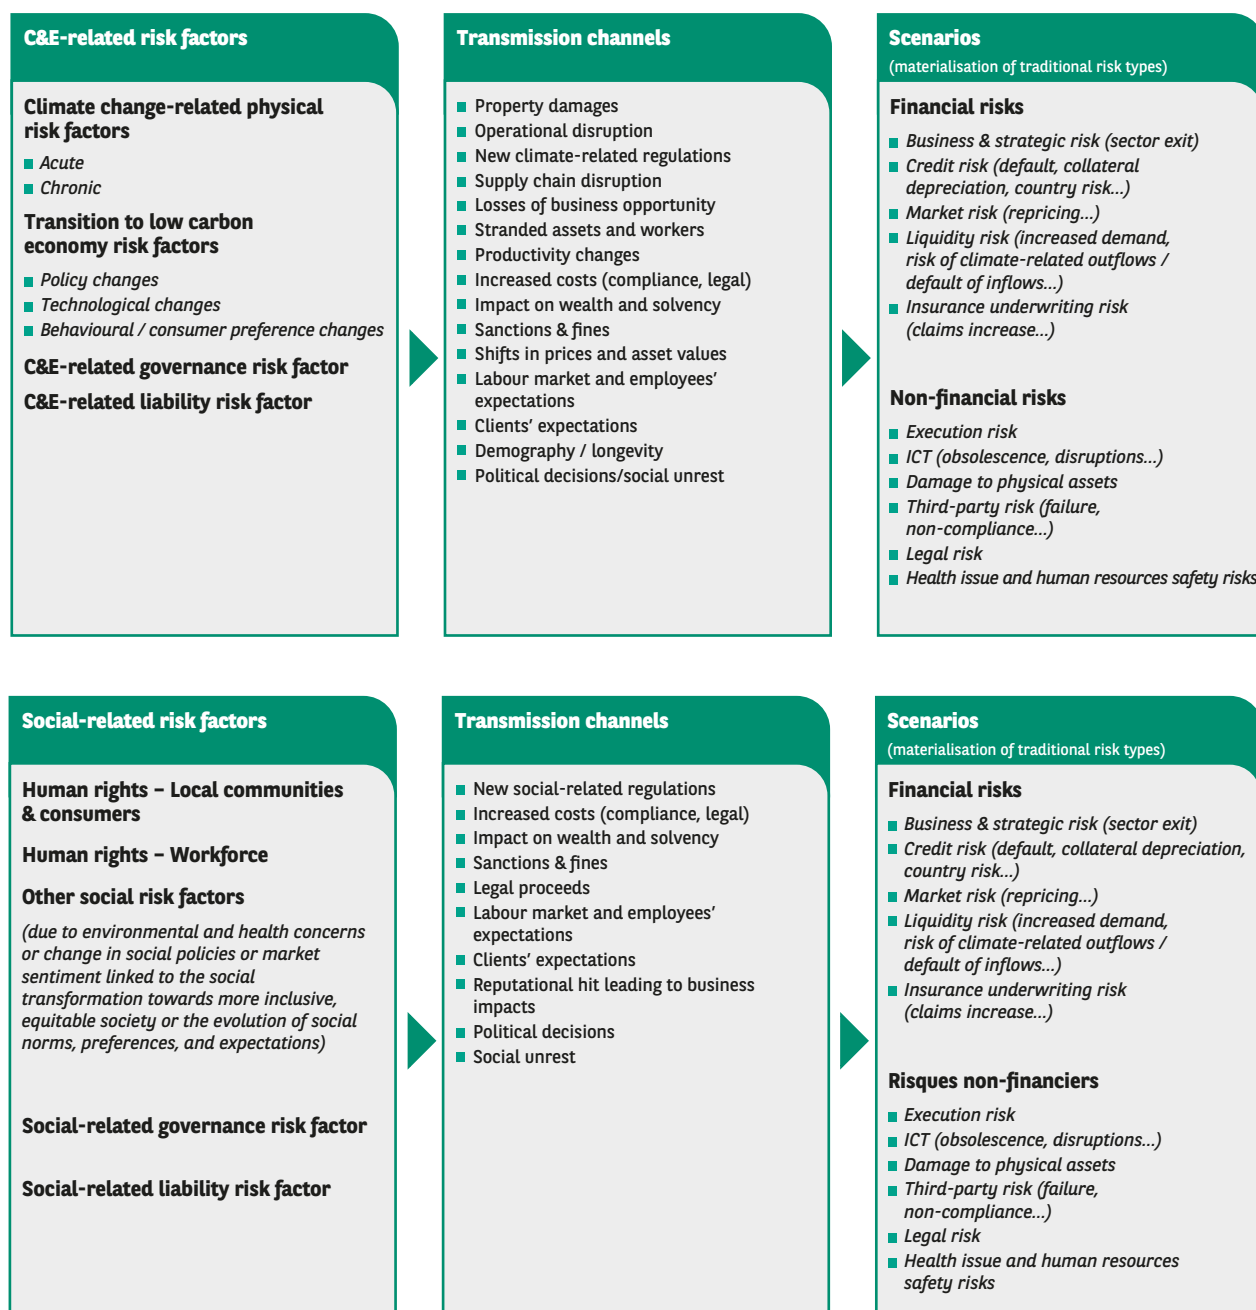 C&E-related risk factors
Climate change-related physical
risk factors
Acute
Chronic
Transition to low carbon
economy risk factors
Policy changes
Technological changes
Behavioural / consumer preference changes
C&E-related governance risk factor
C&E-related liability risk factor
Transmission channels
Property damages
Operational disruption
New climate-related regulations
Supply chain disruption
Losses of business opportunity
Stranded assets and workers
Productivity changes
Increased costs (compliance, legal)
Impact on wealth and solvency
Sanctions & fines
Shifts in prices and asset values
Labour market and employees'
expectations
Clients' expectations
Demography / longevity
Political decisions/social unrest
Scenarios
(materialisation of traditional risk types)
Financial risks
Business & strategic risk (sector exit)
Credit risk (default, collateral
depreciation, country risk...)
Market risk (repricing...)
Liquidity risk (increased demand,
risk of climate-related outflows /
default of inflows...)
Insurance underwriting risk
(claims increase...)
Non-financial risks
Execution risk
ICT (obsolescence, disruptions...)
Damage to physical assets
Third-party risk (failure,
non-compliance...)
Legal risk
Health issue and human resources safety risks
Social-related risk factors
Human rights – Local communities
& consumers
Human rights – Workforce
Other social risk factors
(due to environmental and health concerns
or change in social policies or market
sentiment linked to the social
transformation towards more inclusive,
equitable society or the evolution of social
norms, preferences, and expectations)
Social-related governance risk factor
Social-related liability risk factor
Transmission channels
New social-related regulations
Increased costs (compliance, legal)
Impact on wealth and solvency
Sanctions & fines
Legal proceeds
Labour market and employees'
expectations
Clients' expectations
Reputational hit leading to business
impacts
Political decisions
Social unrest
Scenarios
(materialisation of traditional risk types)
Financial risks
Business & strategic risk (sector exit)
Credit risk (default, collateral depreciation,
country risk...)
Market risk (repricing...)
Liquidity risk (increased demand,
risk of climate-related outflows /
default of inflows...)
Insurance underwriting risk
(claims increase...)
Risques non-financiers
Execution risk
ICT (obsolescence, disruptions...)
Damage to physical assets
Third-party risk (failure,
non-compliance...)
Legal risk
Health issue and human resources
safety risks